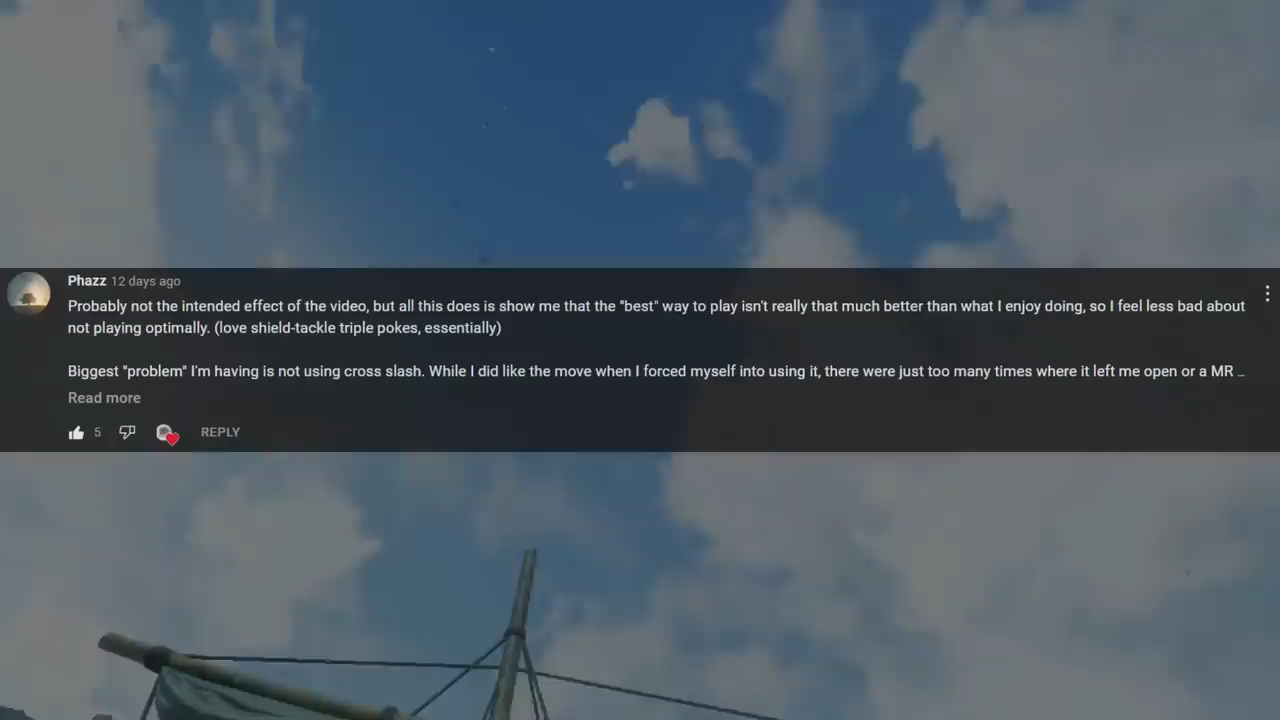 Phazz 12 days ago
Probably not the intended effect of the video, but all this does is show me that the "best" way to play isn't really that much better than what I enjoy doing, so I feel less bad about
not playing optimally. (love shield-tackle triple pokes, essentially)
Biggest "problem" I'm having is not using cross slash. While I did like the move when I forced myself into using it, there were just too many times where it left me open or a MR ...
Read more
5 REPLY